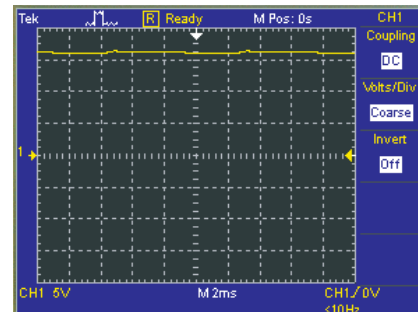 Tek R Ready M Pos: 0s CH1
Coupling
DC
Volts/Div
Coarse
Invert
Off
1
CH1 5V M 2ms CH1 / 0V
<10Hz